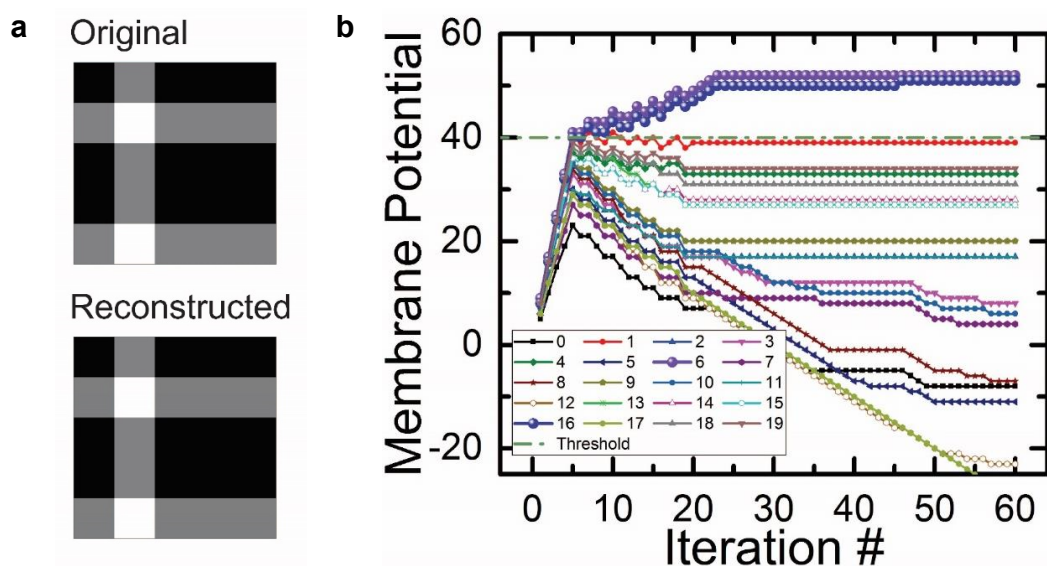 a
Original
Reconstructed
b
Membrane Potential
60
40
20
0
-20
0 1 2 3
4 5 6 7
8 9 10 11
12 13 14 15
16 17 18 19
Threshold
0 10 20 30 40 50 60
Iteration #